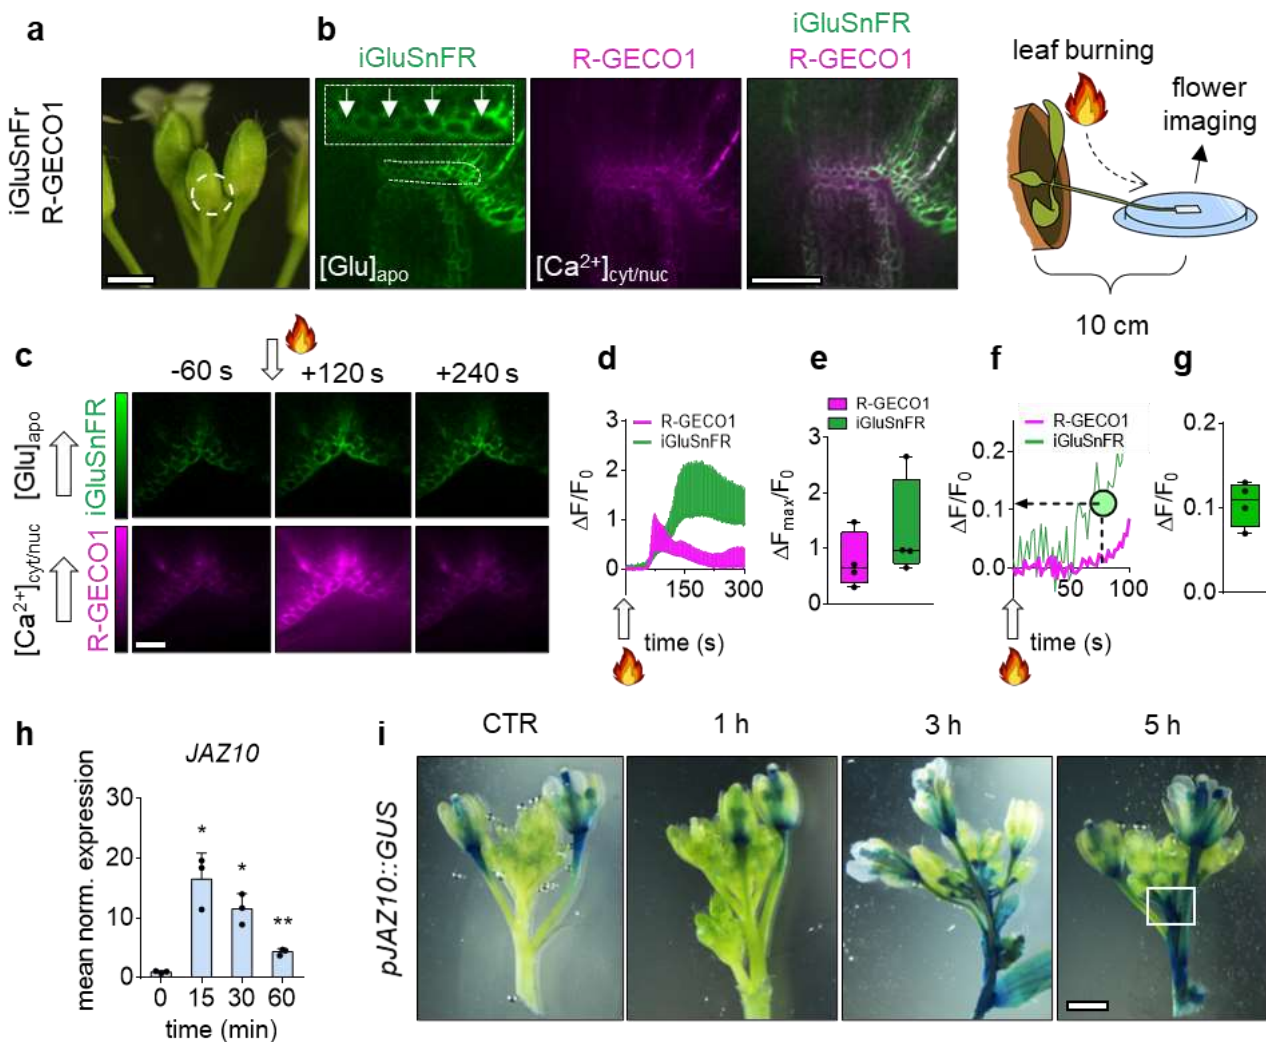 a
iGluSnFr
R-GECO1
b
iGluSnFR
R-GECO1
iGluSnFR
R-GECO1
[Glu]apo
[Ca2+]cyt/nuc
leaf burning
flower
imaging
10 cm
c
-60 s
+120 s
+240 s
[Glu]apo
iGluSnFR
[Ca2+]cyt/nuc
R-GECO1
d
R-GECO1
iGluSnFR
ΔF/F0
3
2
1
0
150
300
time (s)
e
R-GECO1
iGluSnFR
ΔFmax/F0
3
2
1
0
f
R-GECO1
iGluSnFR
ΔF/F0
0.2
0.1
0.0
50
100
time (s)
g
ΔF/F0
0.2
0.1
0.0
h
JAZ10
mean norm. expression
30
20
10
0
*
*
**
0
15
30
60
time (min)
i
CTR
1 h
3 h
5 h
pJAZ10::GUS